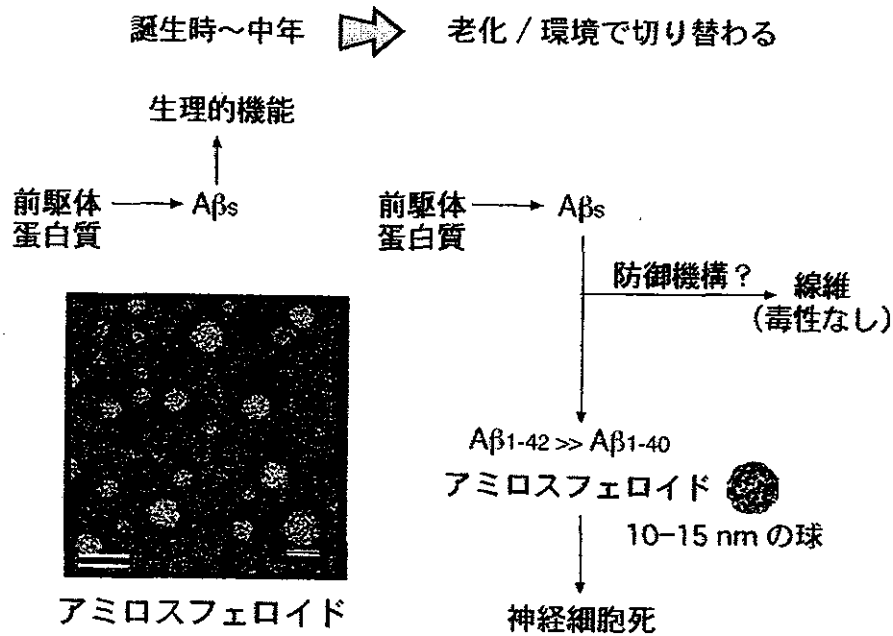 誕生時～中年
老化 / 環境で切り替わる
生理的機能
前駆体
蛋白質
Aβs
アミロスフェロイド
前駆体
蛋白質
Aβs
防御機構？
線維
(毒性なし)
Aβ1-42 >> Aβ1-40
アミロスフェロイド
10-15 nm の球
神経細胞死